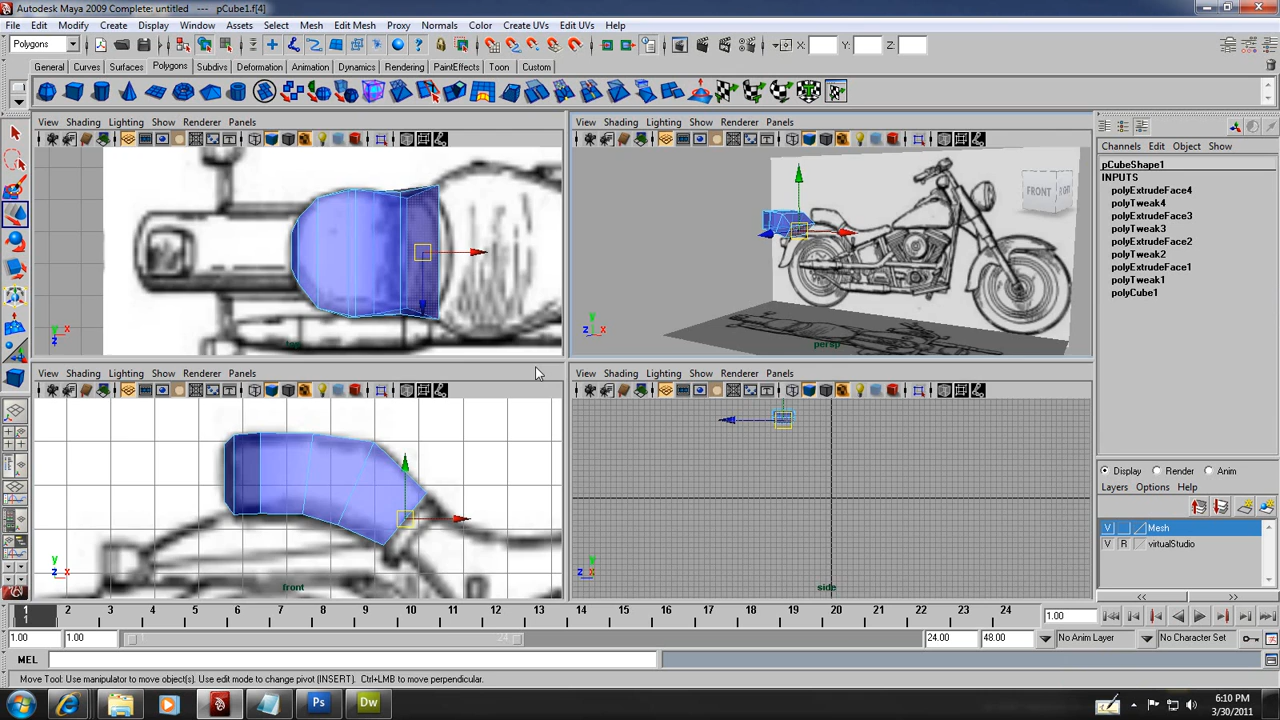 Autodesk Maya 2009 Complete: untitled --- pCube1.f[4]
File Edit Modify Create Display Window Assets Select Mesh Edit Mesh Proxy Normals Color Create UVs Edit UVs Help
Polygons X: Y: Z:
General Curves Surfaces Polygons Subdivs Deformation Animation Dynamics Rendering PaintEffects Toon Custom
View Shading Lighting Show Renderer Panels
View Shading Lighting Show Renderer Panels
Channels Edit Object Show
pCubeShape1
INPUTS
polyExtrudeFace4
polyTweak4
polyExtrudeFace3
polyTweak3
polyExtrudeFace2
polyTweak2
polyExtrudeFace1
polyTweak1
polyCube1
FRONT
top
persp
View Shading Lighting Show Renderer Panels
View Shading Lighting Show Renderer Panels
Display Render Anim
Layers Options Help
V Mesh
V R virtualStudio
front
side
1 2 3 4 5 6 7 8 9 10 11 12 13 14 15 16 17 18 19 20 21 22 23 24 1.00
1.00 1.00 1 24 24.00 48.00 No Anim Layer No Character Set
MEL
Move Tool: Use manipulator to move object(s). Use edit mode to change pivot (INSERT). Ctrl+LMB to move perpendicular.
Ps Dw
6:10 PM
3/30/2011